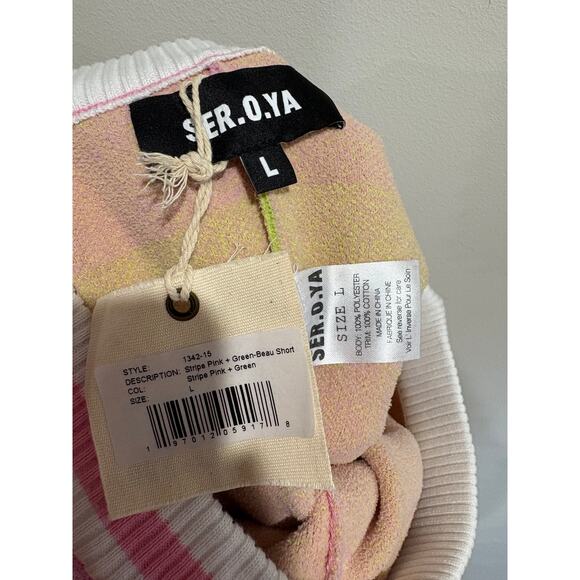 SER.O.YA
L
STYLE: 1342-15
DESCRIPTION: Stripe Pink + Green-Beau Short
COL: Stripe Pink + Green
SIZE: L
1 97012 05917 8
SER.O.YA
SIZE L
BODY: 100% POLYESTER
TRIM: 100% COTTON
MADE IN CHINA
FABRIQUE IN CHINE
See reverse for care
Voir L' Inverse Pour Le Soin